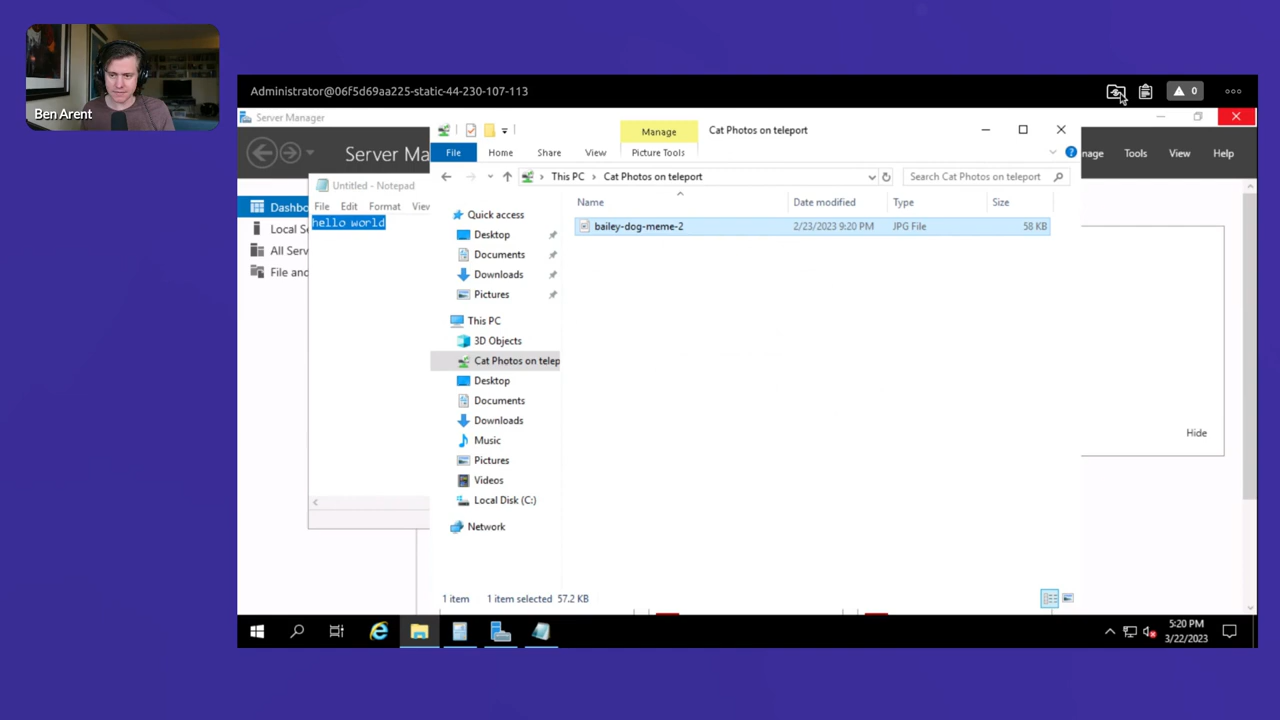 Ben Arent
Administrator@06f5d69aa225-static-44-230-107-113
0
Server Manager
Manage
Cat Photos on teleport
Server Ma
nage
Tools
View
Help
File
Home
Share
View
Picture Tools
Untitled - Notepad
This PC
Cat Photos on teleport
Search Cat Photos on teleport
File
Edit
Format
View
hello world
Dashbo
Local Se
All Serv
File and
Name
Date modified
Type
Size
bailey-dog-meme-2
2/23/2023 9:20 PM
JPG File
58 KB
Quick access
Desktop
Documents
Downloads
Pictures
This PC
3D Objects
Cat Photos on telep
Desktop
Documents
Downloads
Music
Pictures
Videos
Local Disk (C:)
Network
Hide
1 item
1 item selected 57.2 KB
5:20 PM
3/22/2023